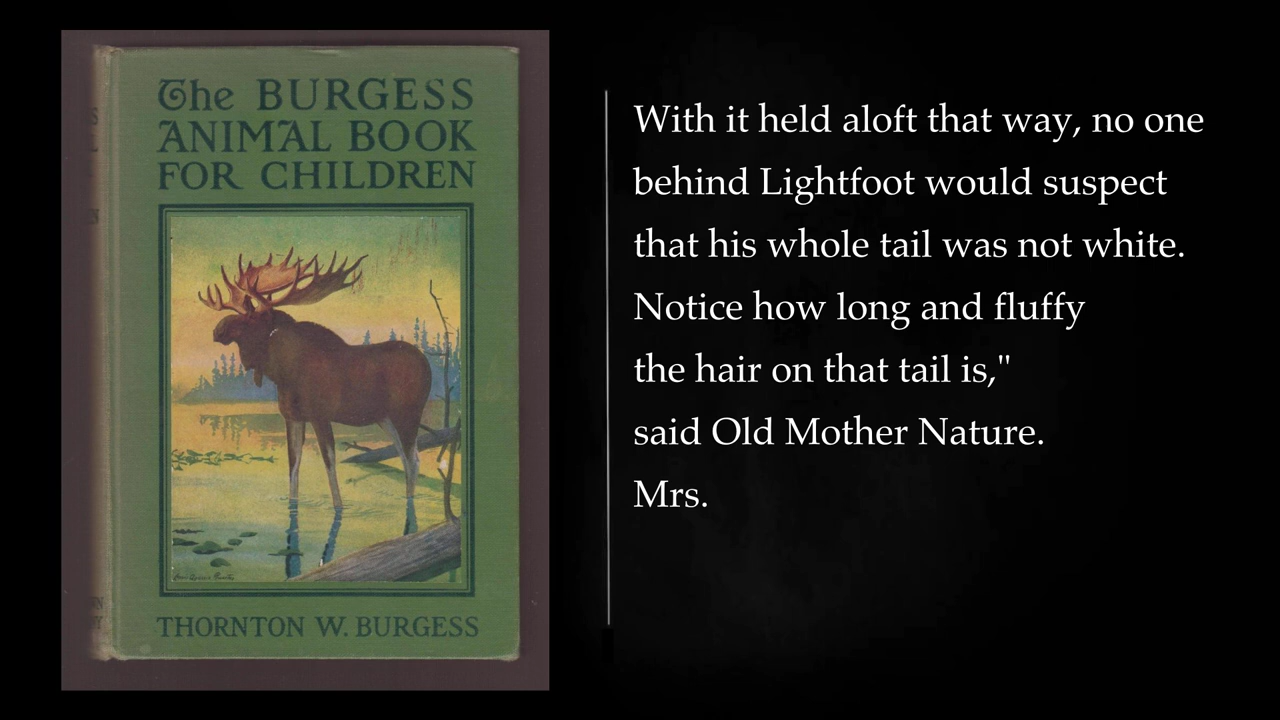 The BURGESS
ANIMAL BOOK
FOR CHILDREN
THORNTON W. BURGESS
With it held aloft that way, no one
behind Lightfoot would suspect
that his whole tail was not white.
Notice how long and fluffy
the hair on that tail is,"
said Old Mother Nature.
Mrs.